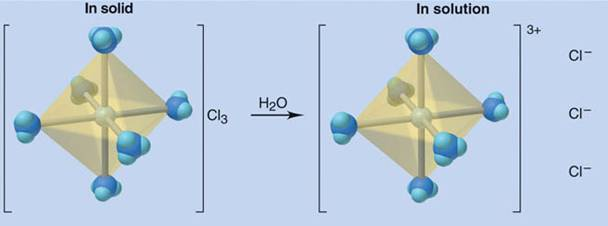 In solid
In solution
Cl₃
H₂O
3+
Cl⁻
Cl⁻
Cl⁻